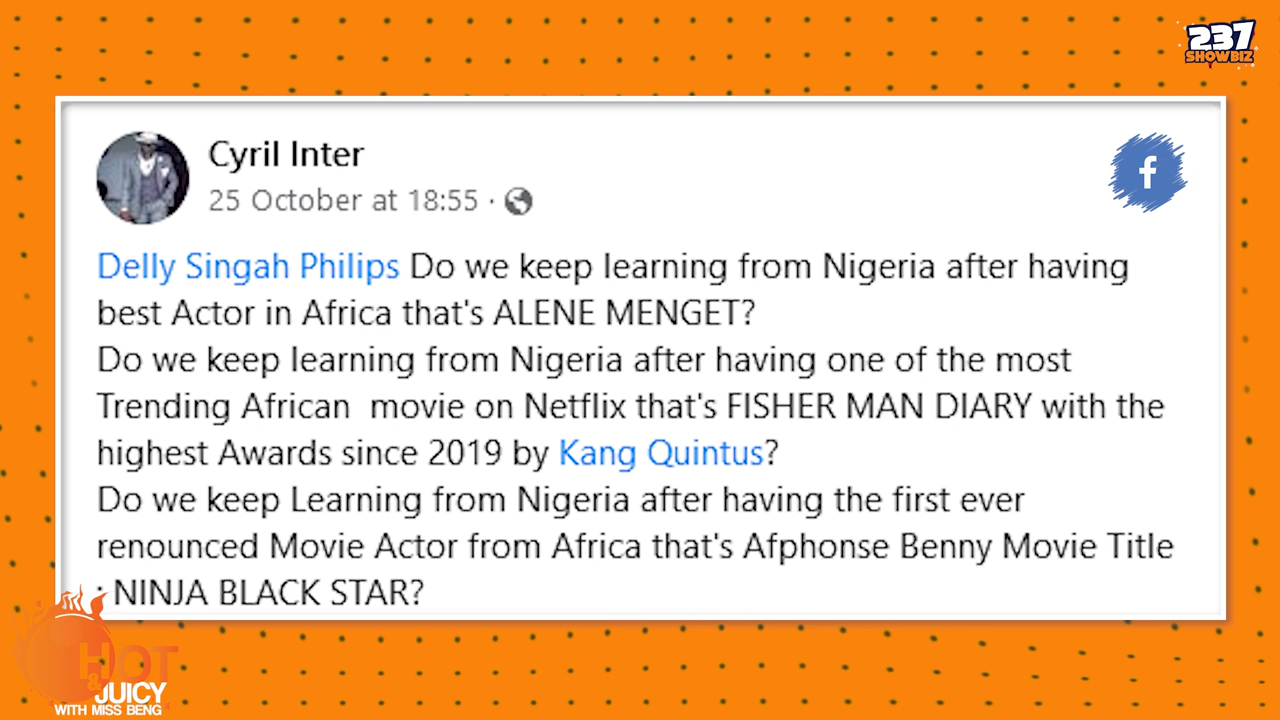 237
SHOWBIZ
Cyril Inter
25 October at 18:55 ·
f
Delly Singah Philips Do we keep learning from Nigeria after having
best Actor in Africa that's ALENE MENGET?
Do we keep learning from Nigeria after having one of the most
Trending African movie on Netflix that's FISHER MAN DIARY with the
highest Awards since 2019 by Kang Quintus?
Do we keep Learning from Nigeria after having the first ever
renounced Movie Actor from Africa that's Afphonse Benny Movie Title
: NINJA BLACK STAR?
HOT
& JUICY
WITH MISS BENG